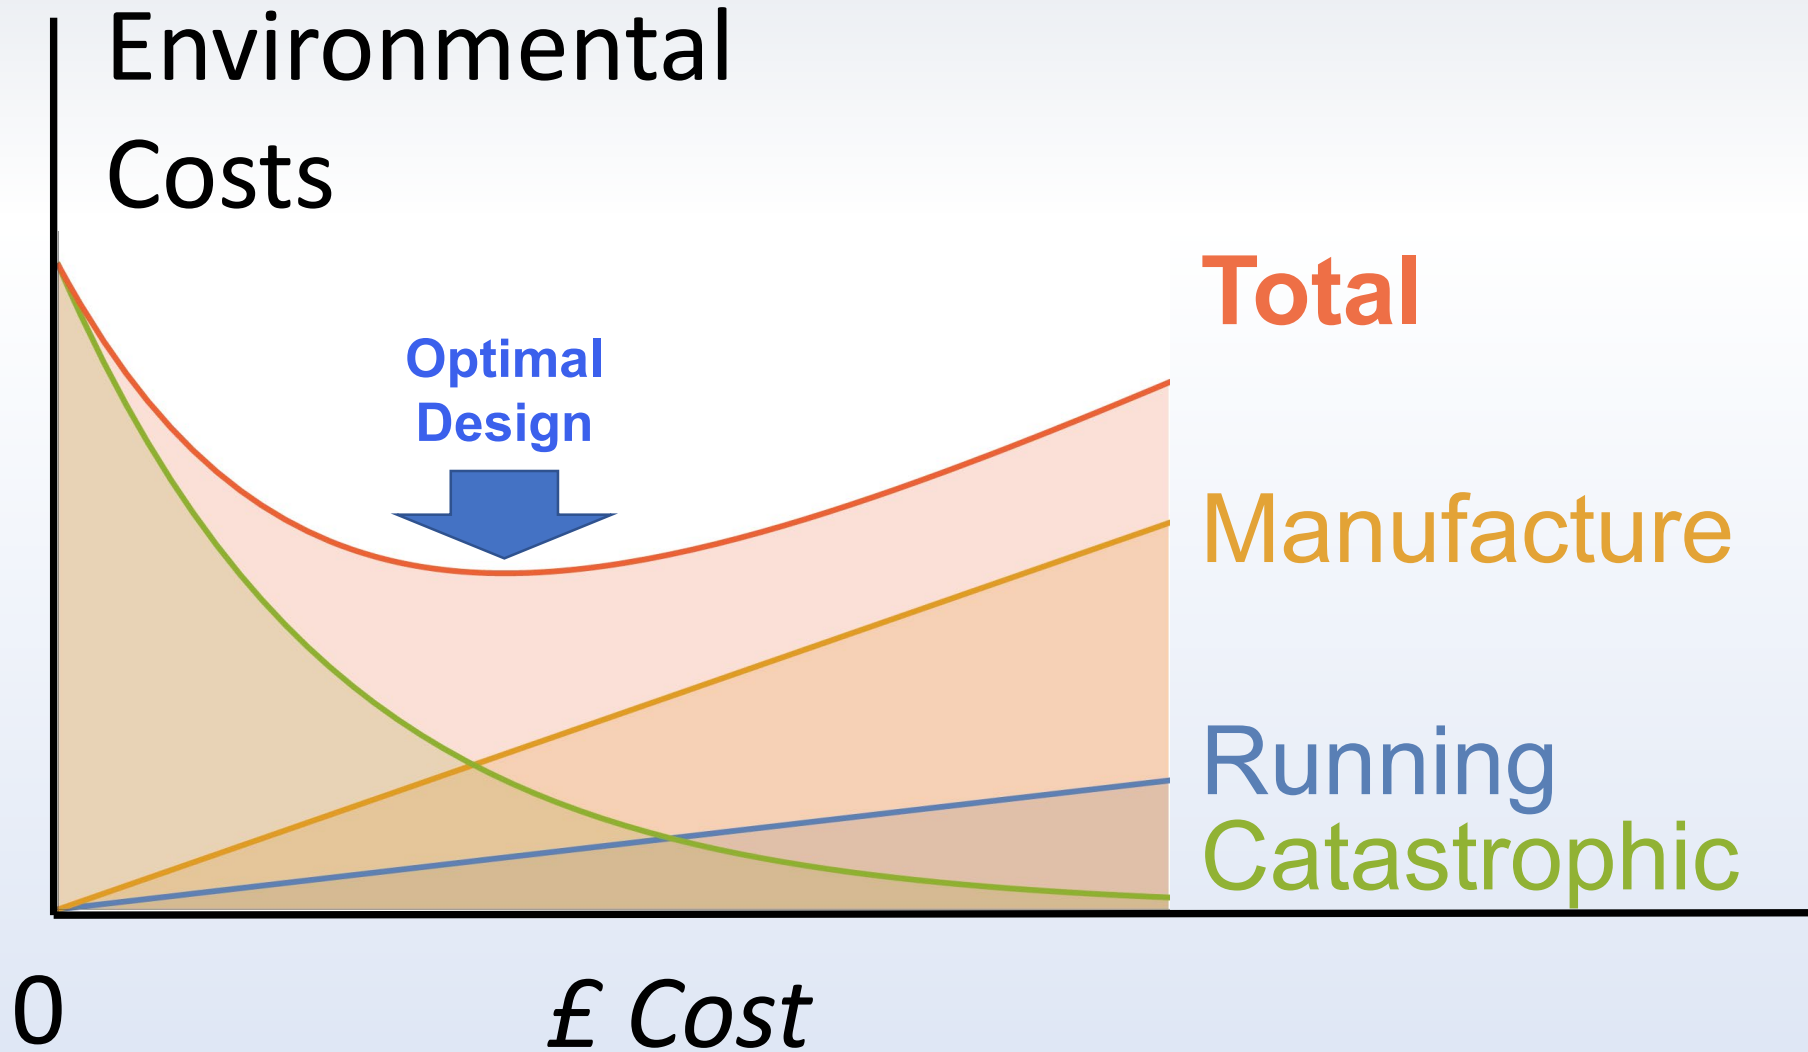 Environmental
Costs
Total
Optimal
Design
Manufacture
Running
Catastrophic
0
£ Cost